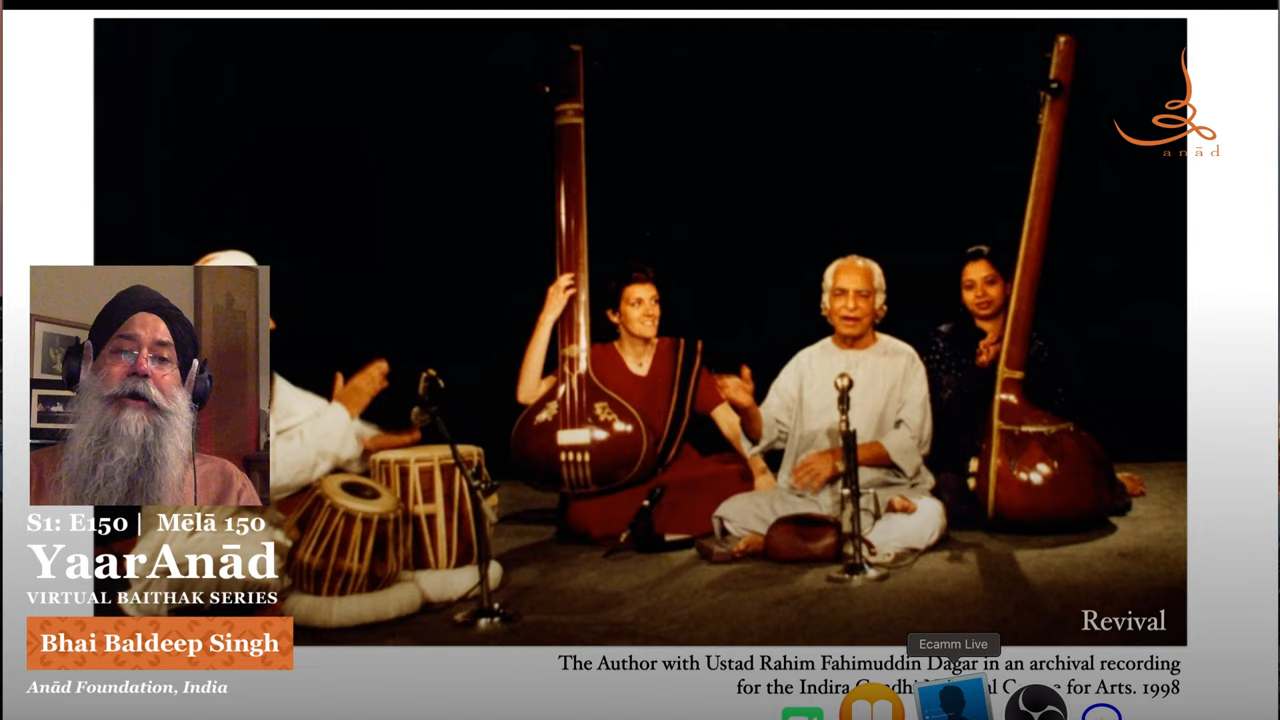 anād
S1: E150 | Mēlā 150
YaarAnād
VIRTUAL BAITHAK SERIES
Bhai Baldeep Singh
Anād Foundation, India
Revival
Ecamm Live
The Author with Ustad Rahim Fahimuddin Dagar in an archival recording
for the Indira for Arts. 1998